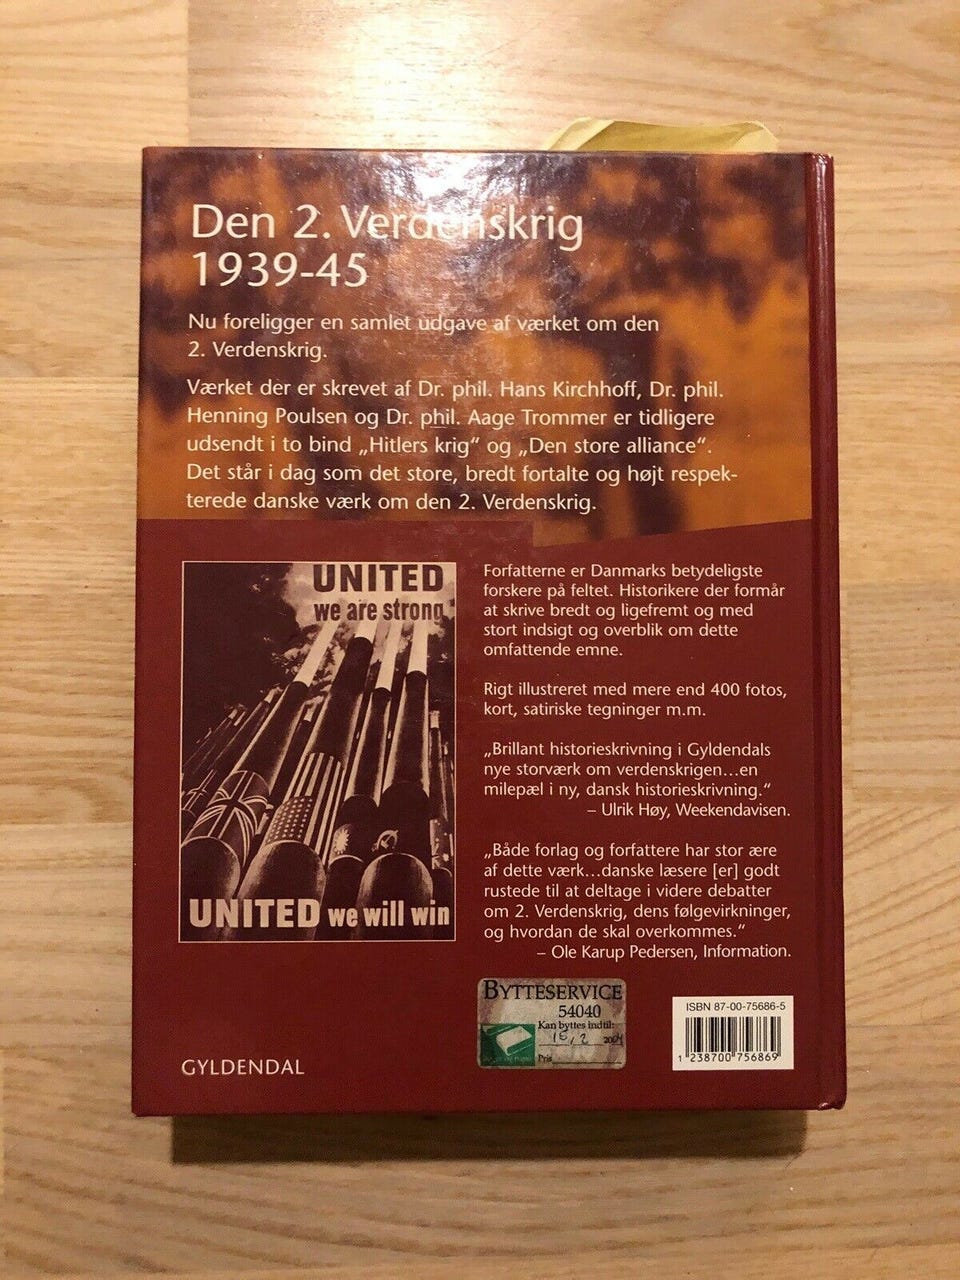 Den 2. Verdenskrig
1939-45
Nu foreligger en samlet udgave af værket om den
2. Verdenskrig.
Værket der er skrevet af Dr. phil. Hans Kirchhoff, Dr. phil.
Henning Poulsen og Dr. phil. Aage Trommer er tidligere
udsendt i to bind „Hitlers krig“ og „Den store alliance“.
Det står i dag som det store, bredt fortalte og højt respek-
terede danske værk om den 2. Verdenskrig.
UNITED
we are strong
UNITED we will win
Forfatterne er Danmarks betydeligste
forskere på feltet. Historikere der formår
at skrive bredt og ligefremt og med
stort indsigt og overblik om dette
omfattende emne.
Rigt illustreret med mere end 400 fotos,
kort, satiriske tegninger m.m.
„Brillant historieskrivning i Gyldendals
nye storværk om verdenskrigen...en
milepæl i ny, dansk historieskrivning.“
– Ulrik Høy, Weekendavisen.
„Både forlag og forfattere har stor ære
af dette værk...danske læsere [er] godt
rustede til at deltage i videre debatter
om 2. Verdenskrig, dens følgevirkninger,
og hvordan de skal overkommes.“
– Ole Karup Pedersen, Information.
BYTTESERVICE
54040
Kan byttes indtil:
15, 2 2004
Pris
ISBN 87-00-75686-5
1 238700 756869
GYLDENDAL